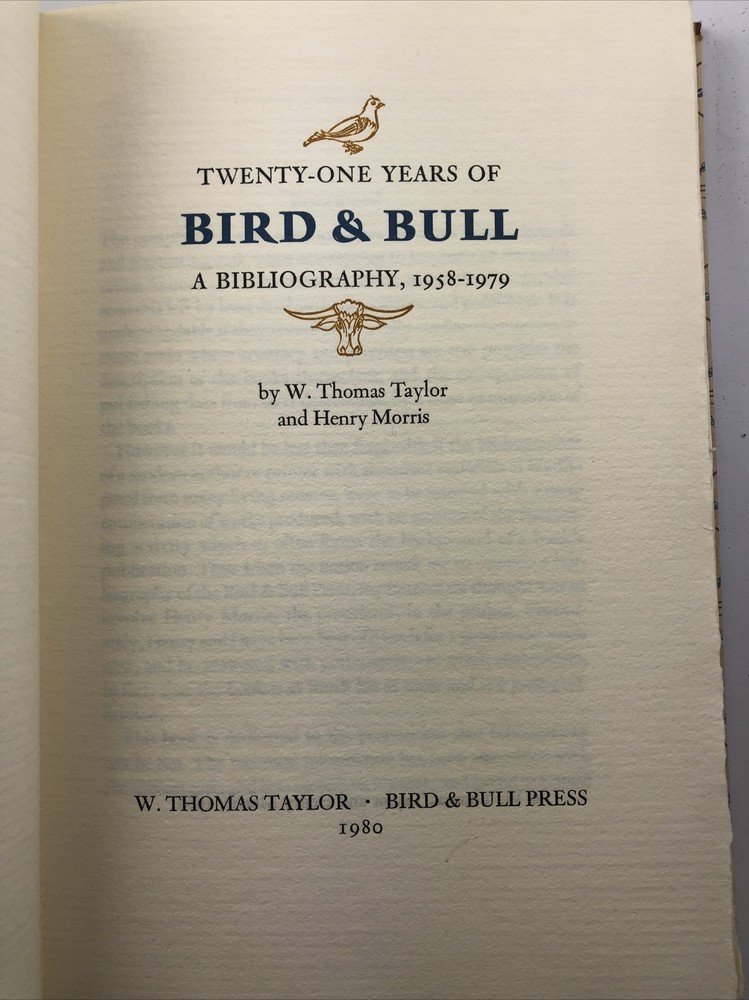 TWENTY-ONE YEARS OF
BIRD & BULL
A BIBLIOGRAPHY, 1958-1979
by W. Thomas Taylor
and Henry Morris
W. THOMAS TAYLOR · BIRD & BULL PRESS
1980